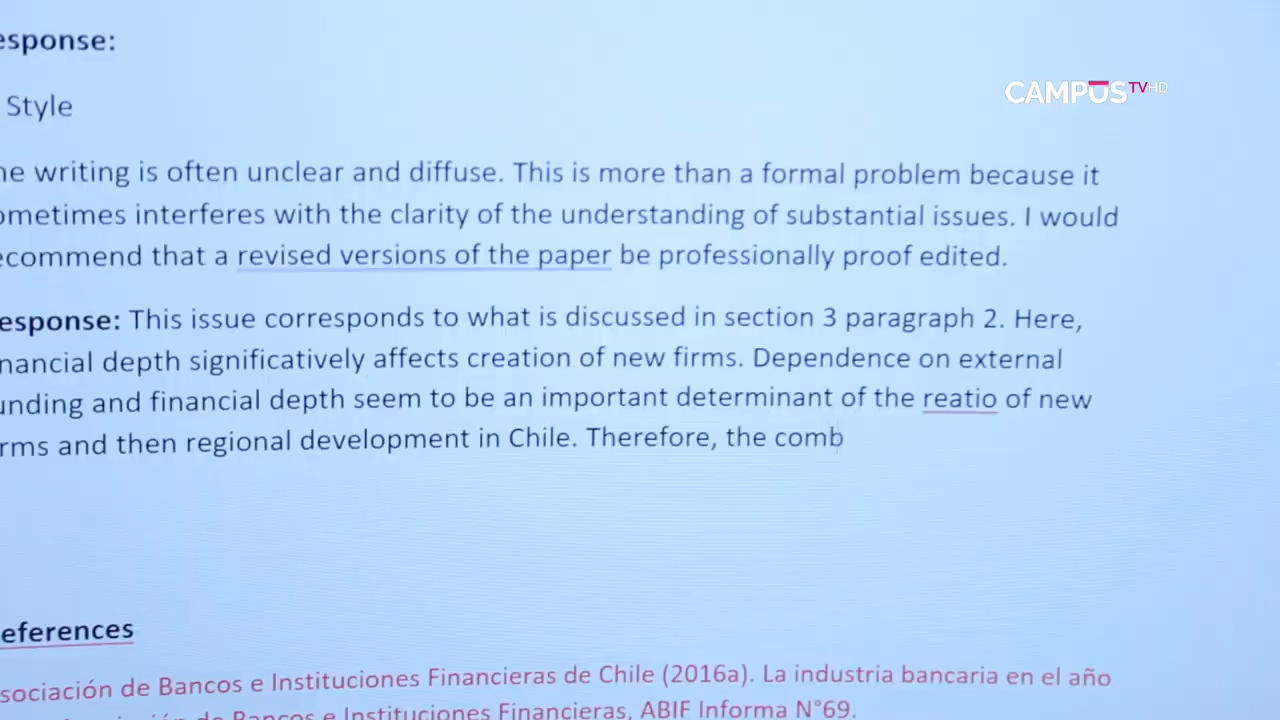 esponse:
CAMPUS TVHD
Style
he writing is often unclear and diffuse. This is more than a formal problem because it
ometimes interferes with the clarity of the understanding of substantial issues. I would
ecommend that a revised versions of the paper be professionally proof edited.
esponse: This issue corresponds to what is discussed in section 3 paragraph 2. Here,
nancial depth significatively affects creation of new firms. Dependence on external
unding and financial depth seem to be an important determinant of the reatio of new
rms and then regional development in Chile. Therefore, the comb
eferences
sociación de Bancos e Instituciones Financieras de Chile (2016a). La industria bancaria en el año
de Bancos e Instituciones Financieras, ABIF Informa N°69.